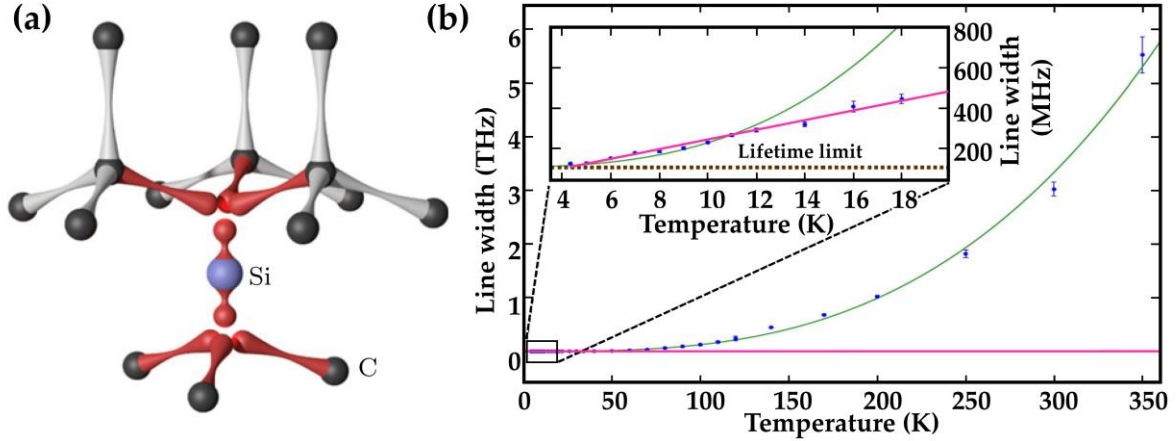 (a)
Si
C
(b)
Line width (THz)
6
5
4
3
2
1
0
0
50
100
150
200
250
300
350
Temperature (K)
800
600
400
200
Line width
(MHz)
Lifetime limit
4
6
8
10
12
14
16
18
Temperature (K)